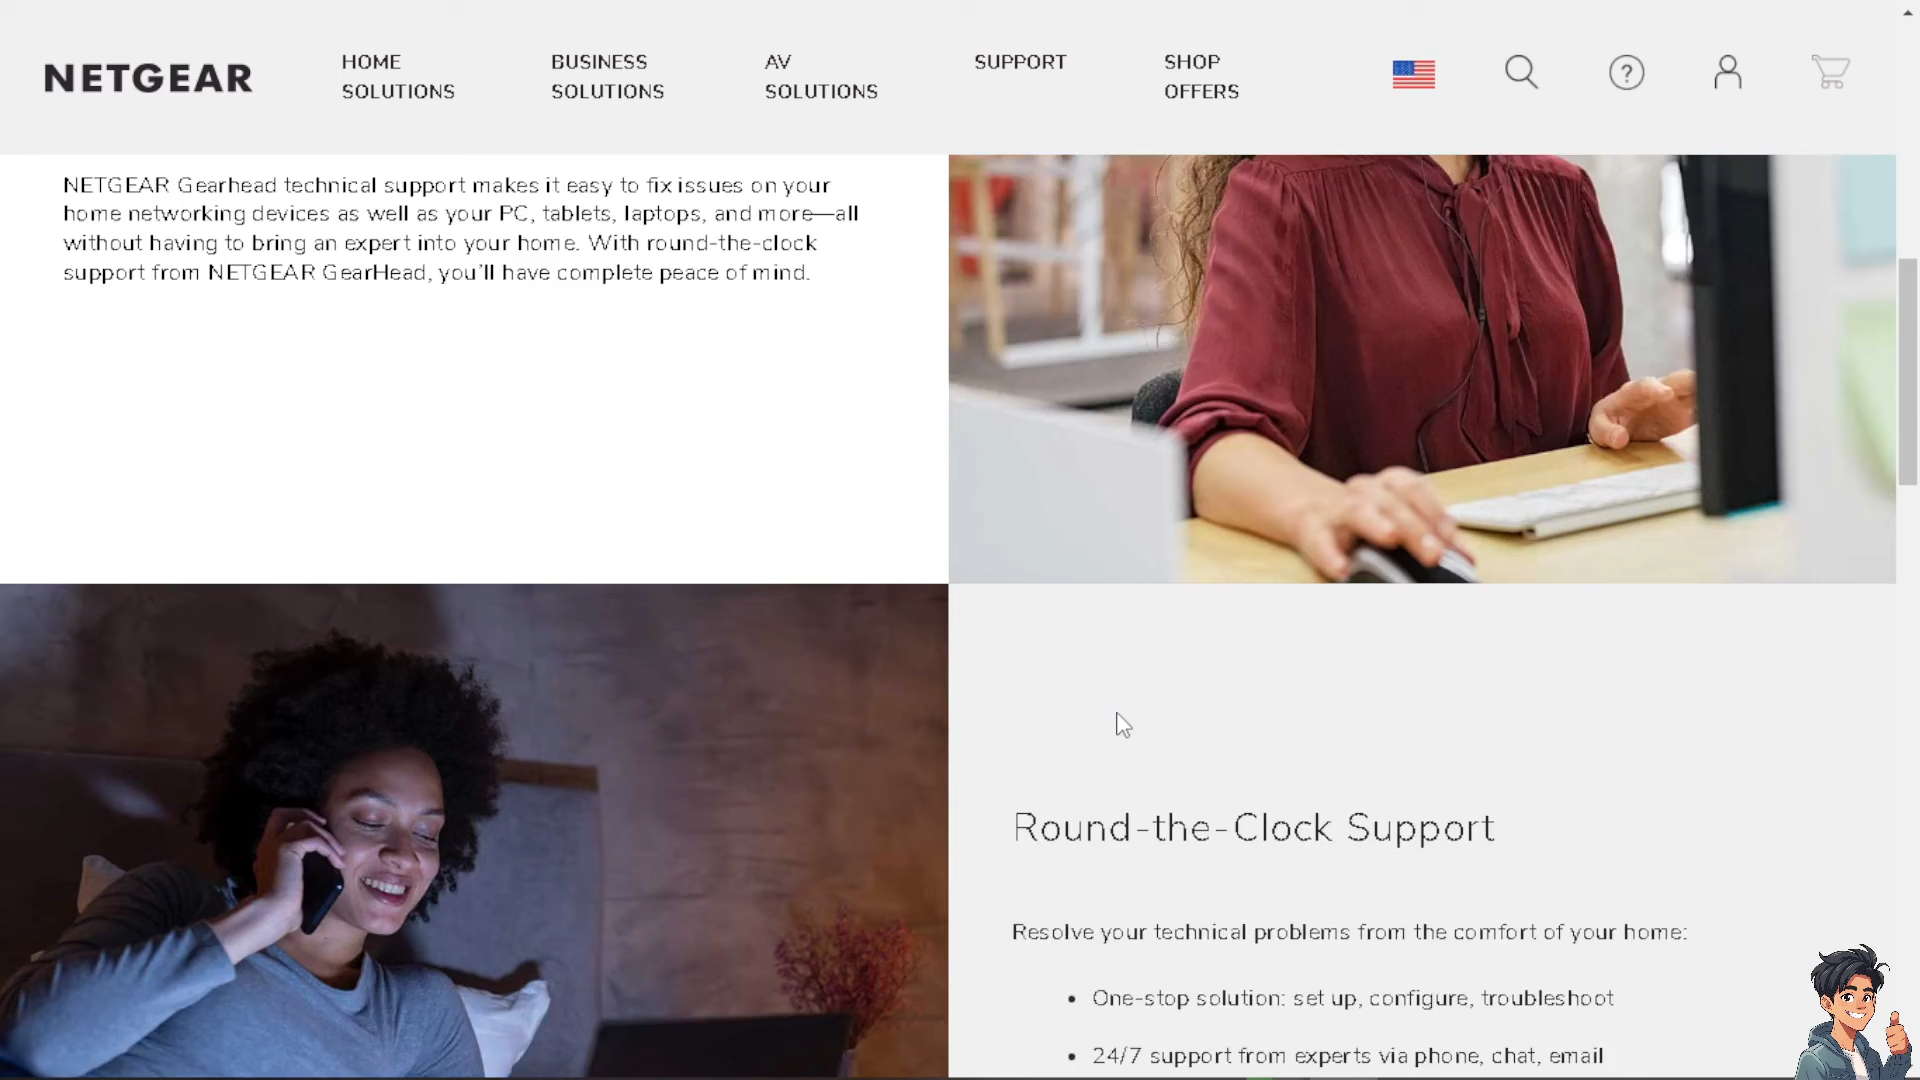 NETGEAR
HOME
SOLUTIONS
BUSINESS
SOLUTIONS
AV
SOLUTIONS
SUPPORT
SHOP
OFFERS
?
NETGEAR Gearhead technical support makes it easy to fix issues on your
home networking devices as well as your PC, tablets, laptops, and more—all
without having to bring an expert into your home. With round-the-clock
support from NETGEAR GearHead, you'll have complete peace of mind.
Round-the-Clock Support
Resolve your technical problems from the comfort of your home:
• One-stop solution: set up, configure, troubleshoot
• 24/7 support from experts via phone, chat, email